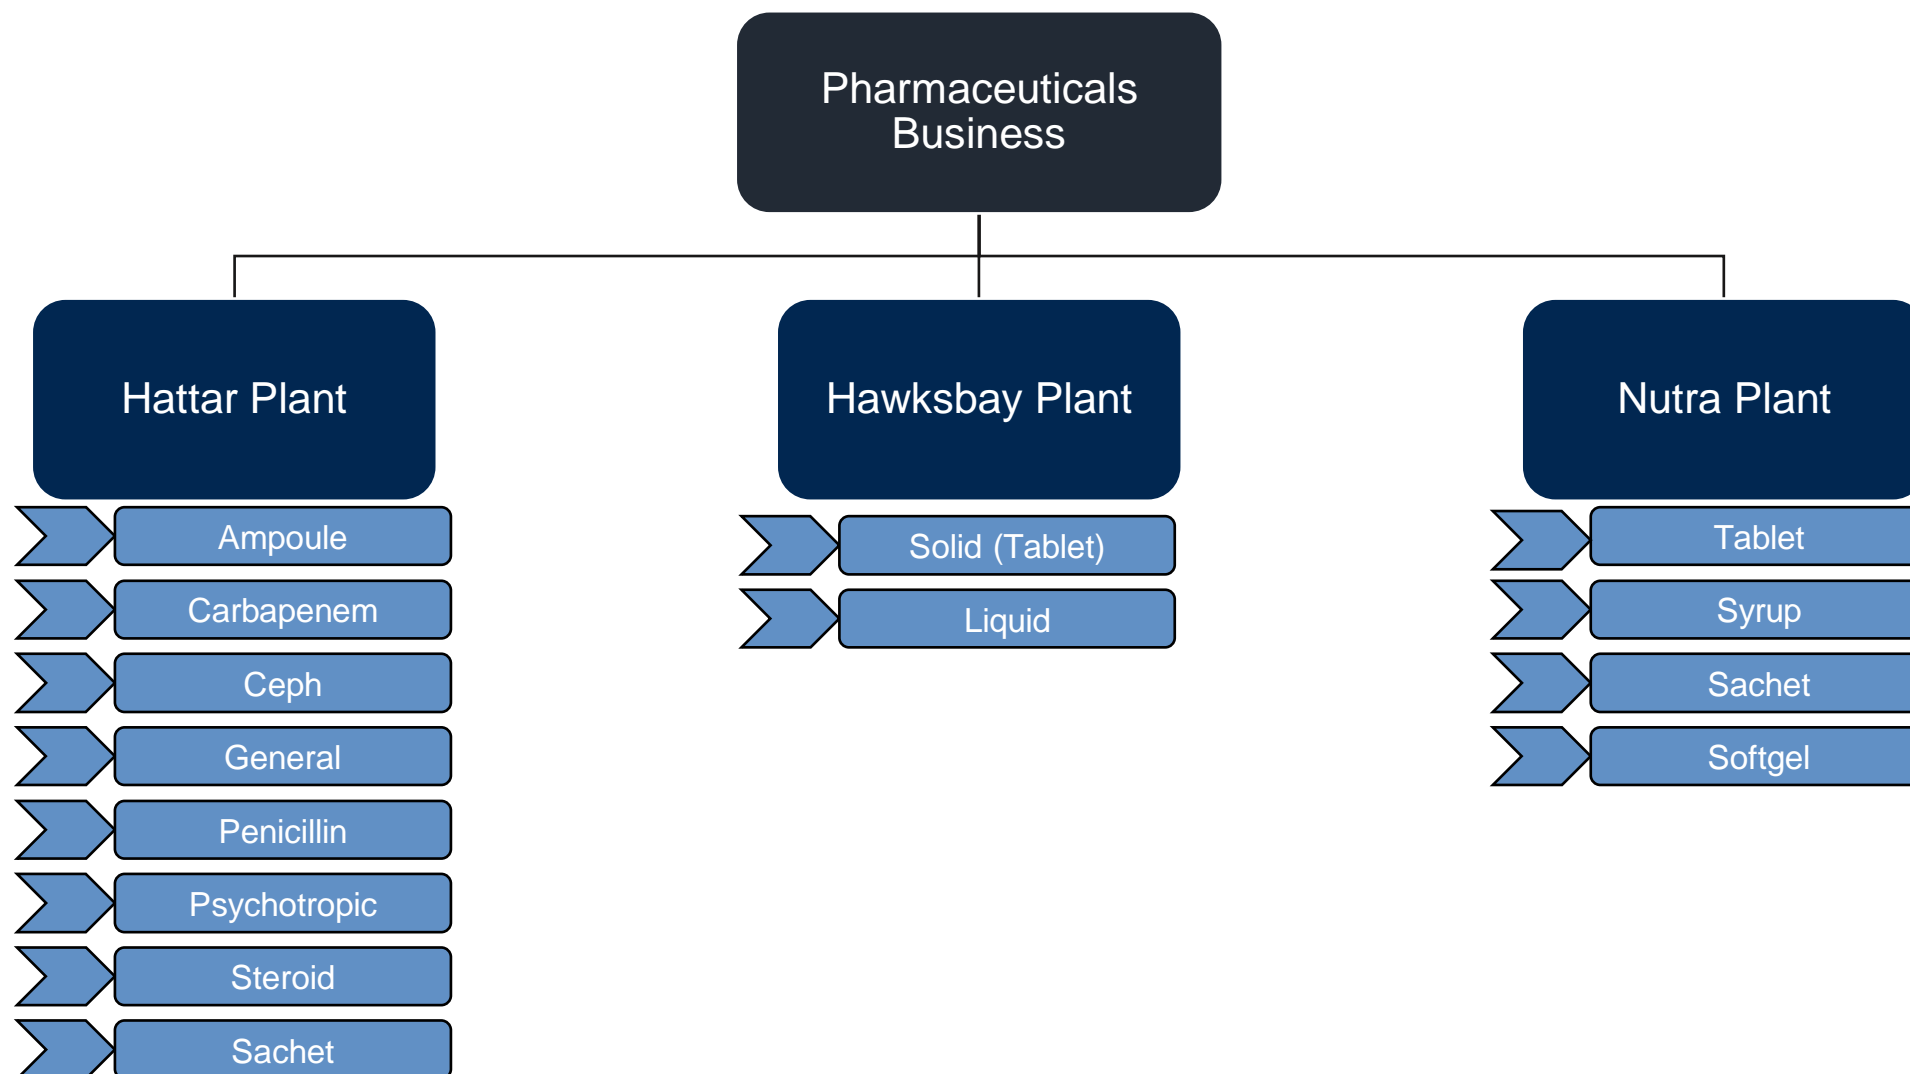 Pharmaceuticals
Business
Hattar Plant
Ampoule
Carbapenem
Ceph
General
Penicillin
Psychotropic
Steroid
Sachet
Hawksbay Plant
Solid (Tablet)
Liquid
Nutra Plant
Tablet
Syrup
Sachet
Softgel